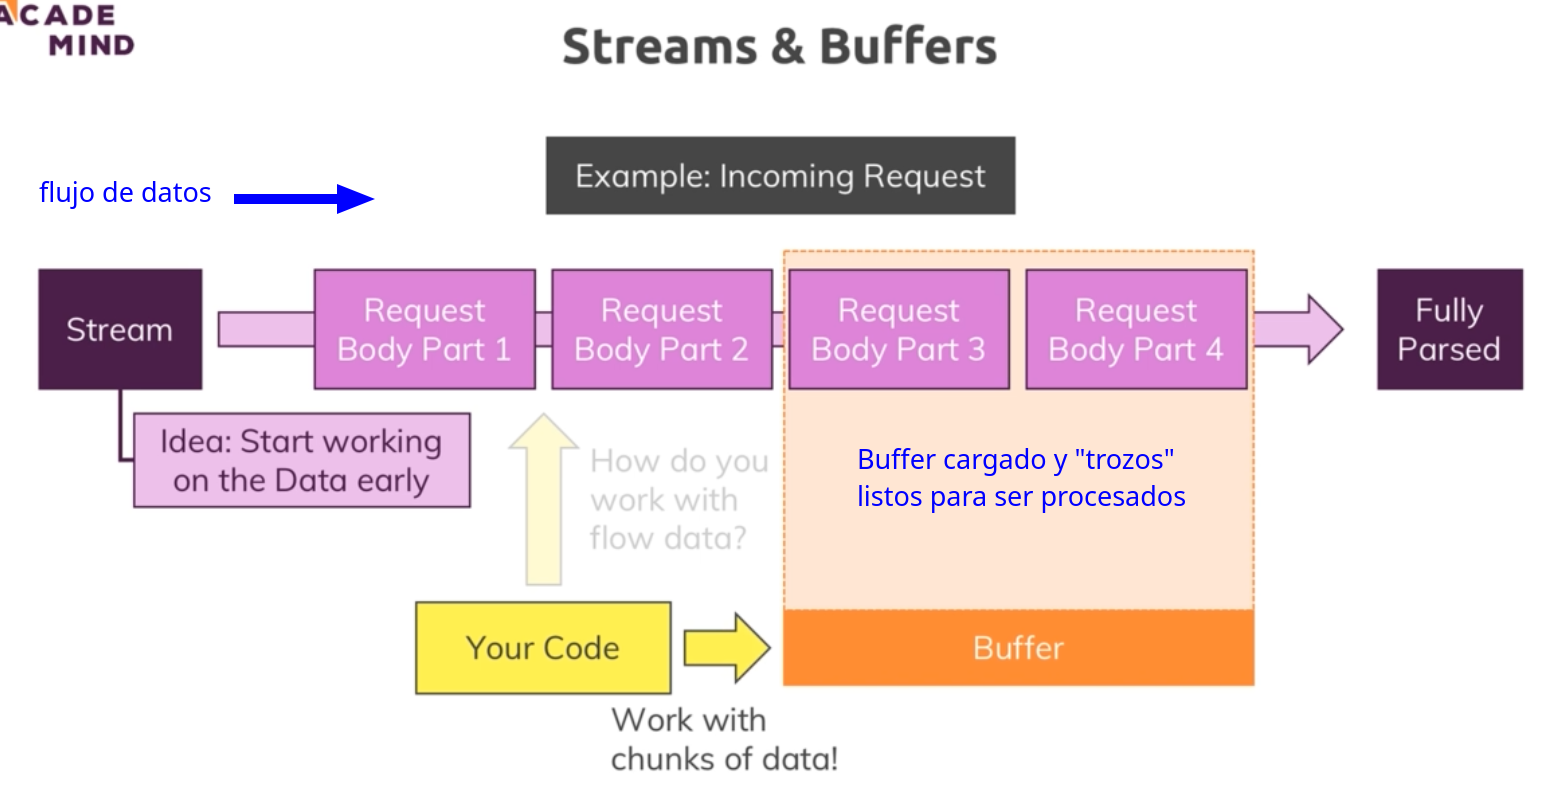 ACADE
MIND
Streams & Buffers
Example: Incoming Request
flujo de datos
Stream
Request
Body Part 1
Request
Body Part 2
Request
Body Part 3
Request
Body Part 4
Fully
Parsed
Idea: Start working
on the Data early
How do you
work with
flow data?
Buffer cargado y "trozos"
listos para ser procesados
Your Code
Buffer
Work with
chunks of data!